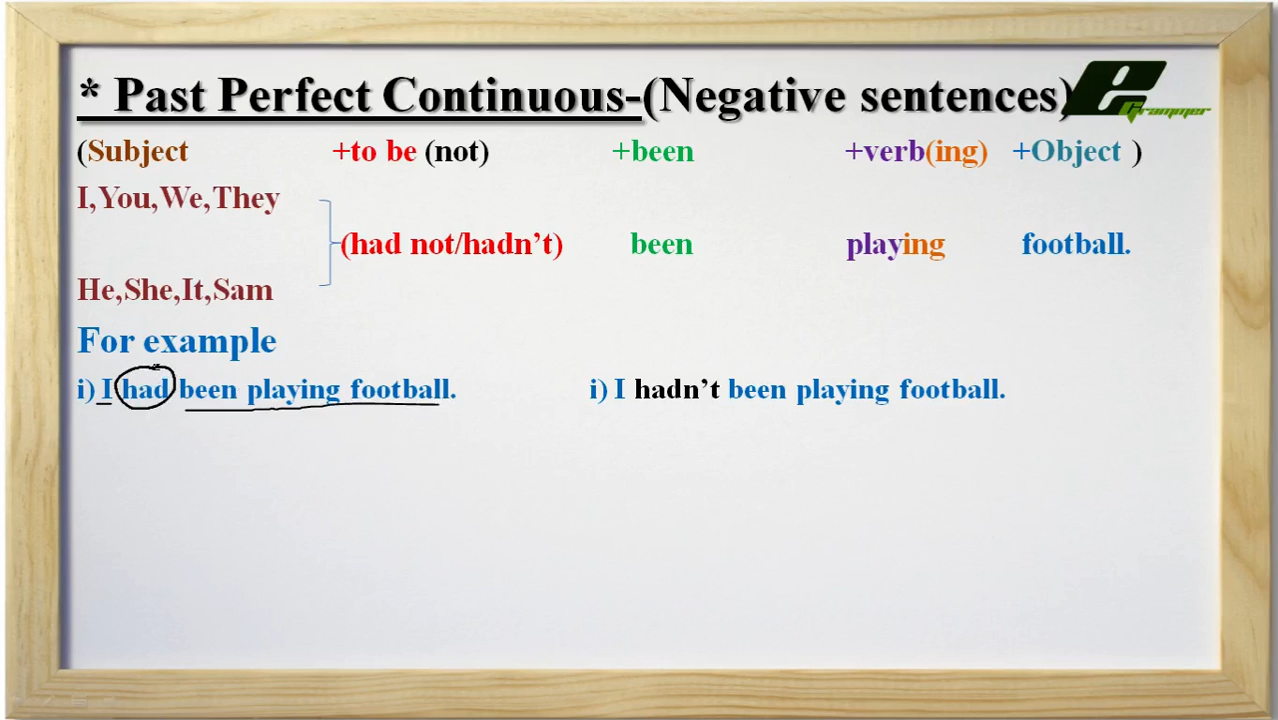 * Past Perfect Continuous-(Negative sentences)
e Grammer
(Subject +to be (not) +been +verb(ing) +Object )
I,You,We,They
(had not/hadn’t) been playing football.
He,She,It,Sam
For example
i) I had been playing football. i) I hadn’t been playing football.